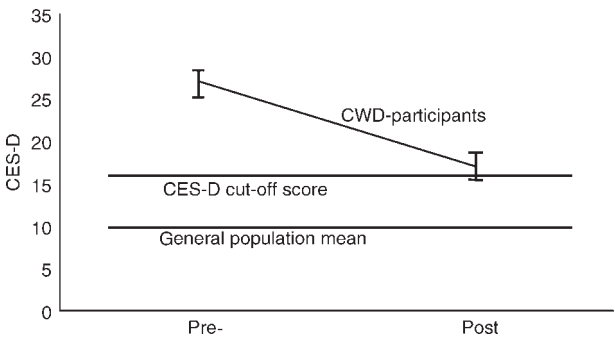 35
30
25
20
15
10
5
0
CES-D
CWD-participants
CES-D cut-off score
General population mean
Pre-
Post